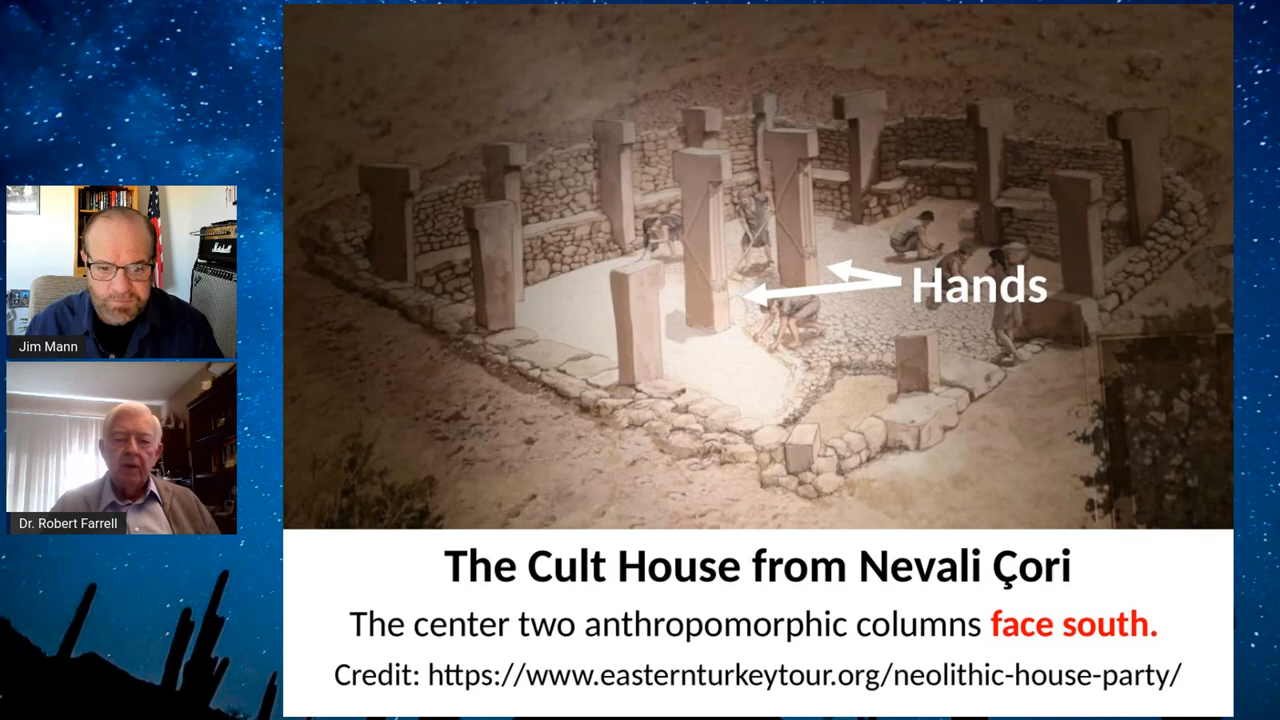 Hands
Jim Mann
Marshall
Dr. Robert Farrell
The Cult House from Nevali Çori
The center two anthropomorphic columns face south.
Credit: https://www.easternturkeytour.org/neolithic-house-party/